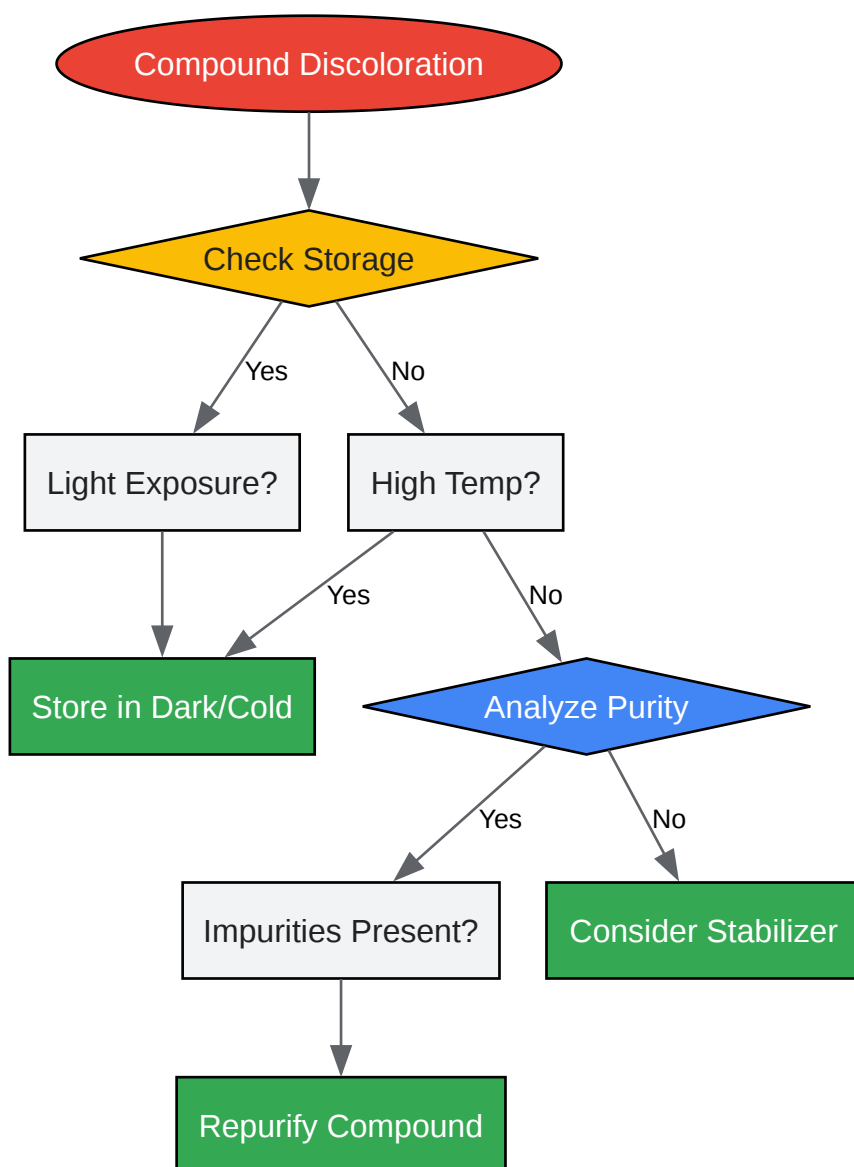 Compound Discoloration
Check Storage
Yes
No
Light Exposure?
High Temp?
Yes
No
Store in Dark/Cold
Analyze Purity
Yes
No
Impurities Present?
Consider Stabilizer
Repurify Compound